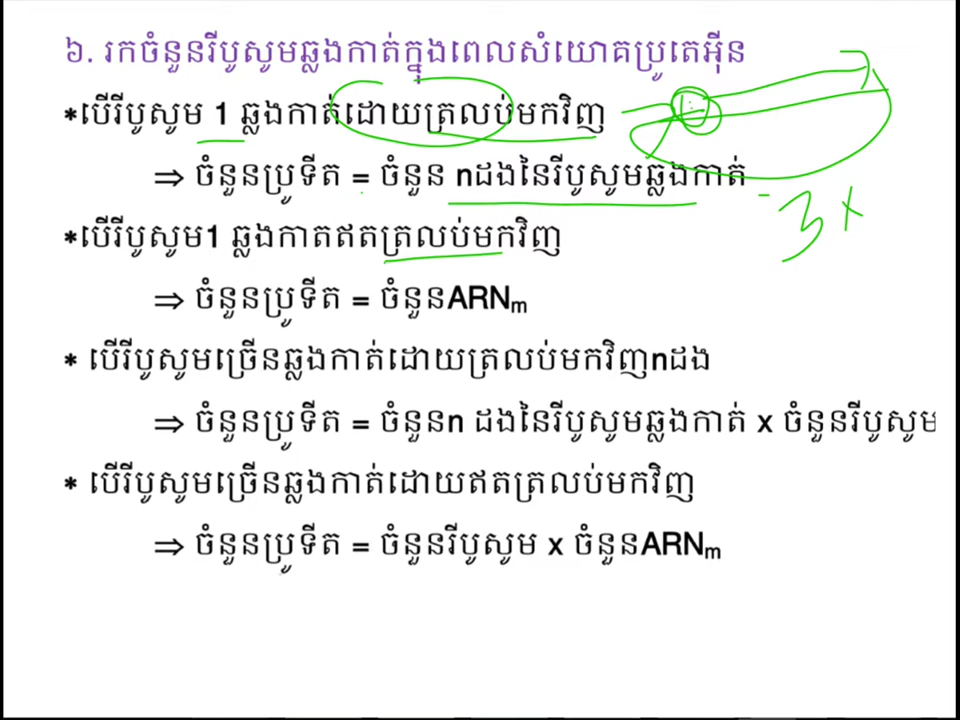 ៦. រកចំនួនរីបូសូមឆ្លងកាត់ក្នុងពេលសំយោគប្រូតេអ៊ីន
*បើរីបូសូម 1 ឆ្លងកាត់ដោយត្រលប់មកវិញ
⇒ ចំនួនប្រូទីត = ចំនួន nដងនៃរីបូសូមឆ្លងកាត់
3 x
*បើរីបូសូម1 ឆ្លងកាតឥតត្រលប់មកវិញ
⇒ ចំនួនប្រូទីត = ចំនួនARNm
* បើរីបូសូមច្រើនឆ្លងកាត់ដោយត្រលប់មកវិញnដង
⇒ ចំនួនប្រូទីត = ចំនួនn ដងនៃរីបូសូមឆ្លងកាត់ x ចំនួនរីបូសូម
* បើរីបូសូមច្រើនឆ្លងកាត់ដោយឥតត្រលប់មកវិញ
⇒ ចំនួនប្រូទីត = ចំនួនរីបូសូម x ចំនួនARNm